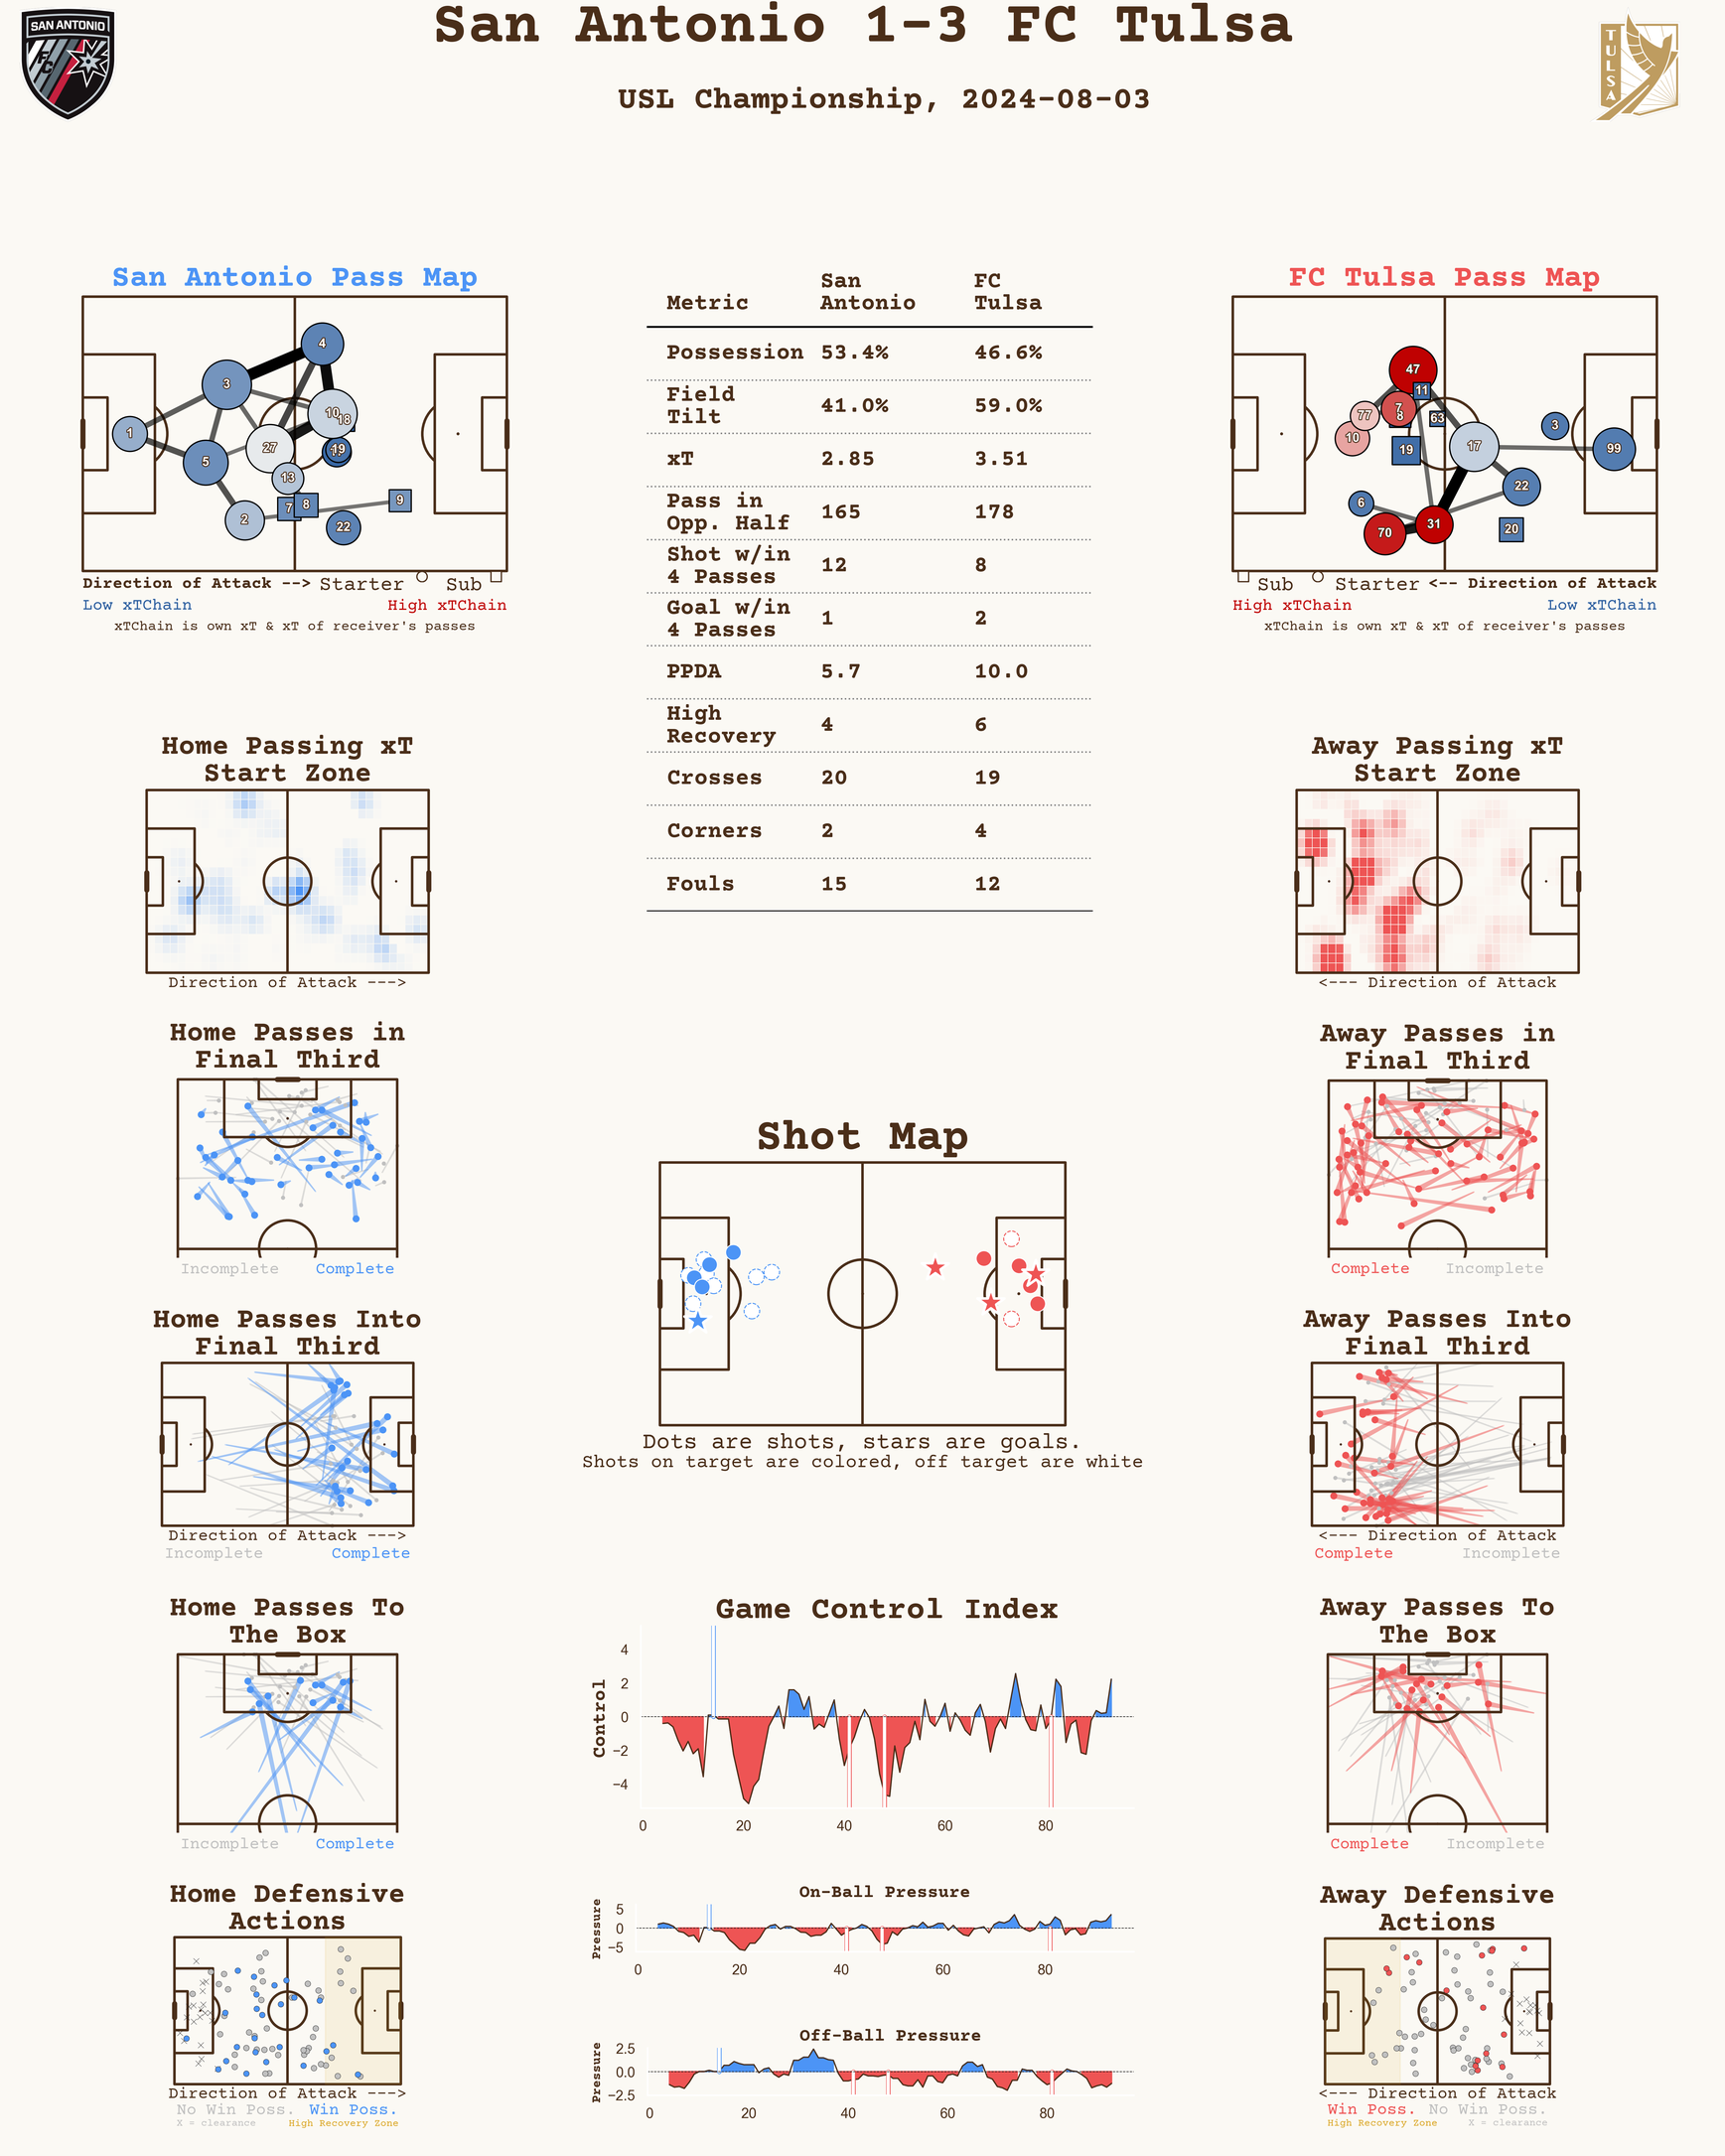 San Antonio 1-3 FC Tulsa
USL Championship, 2024-08-03
SAN ANTONIO
FC
TULSA
San Antonio Pass Map
4
3
10
18
1
27
19
5
13
9
7
8
2
22
Direction of Attack --> Starter Sub
Low xTChain High xTChain
xTChain is own xT & xT of receiver's passes
Metric San Antonio FC Tulsa
Possession 53.4% 46.6%
Field Tilt 41.0% 59.0%
xT 2.85 3.51
Pass in Opp. Half 165 178
Shot w/in 4 Passes 12 8
Goal w/in 4 Passes 1 2
PPDA 5.7 10.0
High Recovery 4 6
Crosses 20 19
Corners 2 4
Fouls 15 12
FC Tulsa Pass Map
47
11
7
77
8
63
3
10
17
19
99
22
6
31
70
20
Sub Starter <-- Direction of Attack
High xTChain Low xTChain
xTChain is own xT & xT of receiver's passes
Home Passing xT
Start Zone
Direction of Attack --->
Away Passing xT
Start Zone
<--- Direction of Attack
Home Passes in
Final Third
Incomplete Complete
Away Passes in
Final Third
Complete Incomplete
Shot Map
Dots are shots, stars are goals.
Shots on target are colored, off target are white
Home Passes Into
Final Third
Direction of Attack --->
Incomplete Complete
Away Passes Into
Final Third
<--- Direction of Attack
Complete Incomplete
Home Passes To
The Box
Incomplete Complete
Game Control Index
Control
4
2
0
−2
−4
0 20 40 60 80
Away Passes To
The Box
Complete Incomplete
Home Defensive
Actions
Direction of Attack --->
No Win Poss. Win Poss.
X = clearance High Recovery Zone
On-Ball Pressure
Pressure
5
0
−5
0 20 40 60 80
Off-Ball Pressure
Pressure
2.5
0.0
−2.5
0 20 40 60 80
Away Defensive
Actions
<--- Direction of Attack
Win Poss. No Win Poss.
High Recovery Zone X = clearance